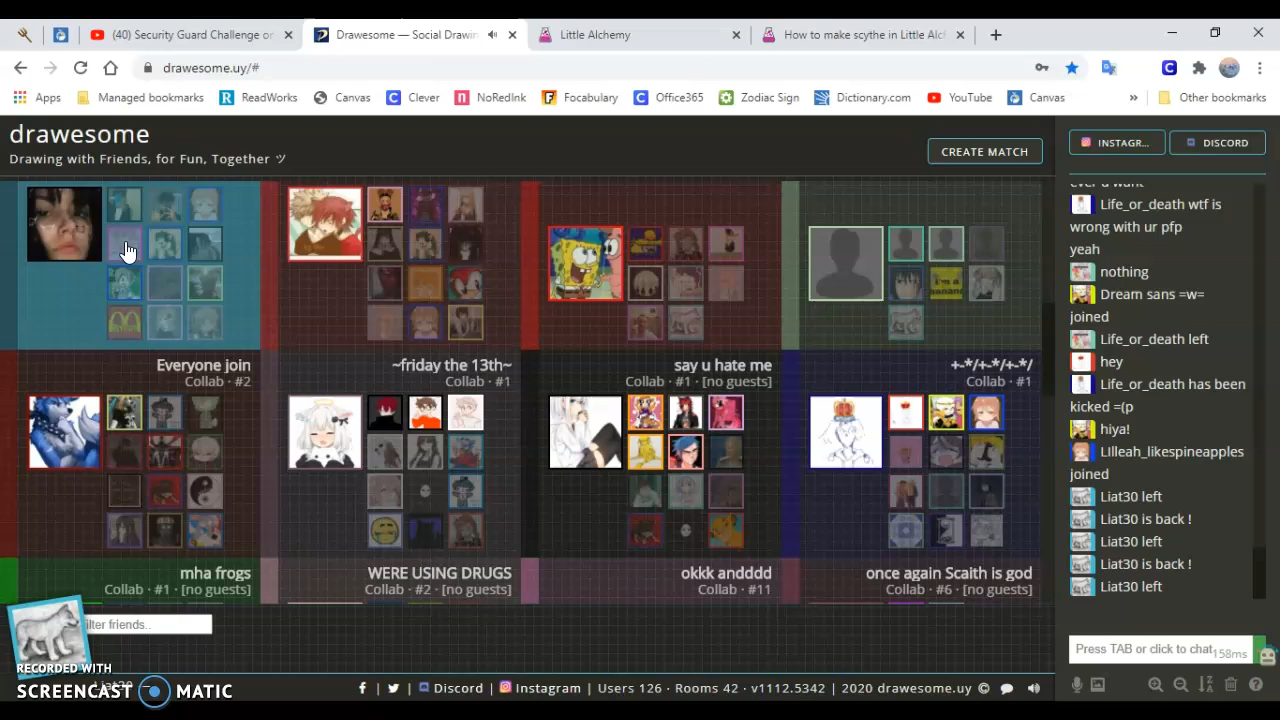 (40) Security Guard Challenge on
Drawesome — Social Drawin
Little Alchemy
How to make scythe in Little Alch
drawesome.uy/#
Apps
Managed bookmarks
ReadWorks
Canvas
Clever
NoRedInk
Focabulary
Office365
Zodiac Sign
Dictionary.com
YouTube
Canvas
Other bookmarks
drawesome
Drawing with Friends, for Fun, Together ツ
CREATE MATCH
INSTAGR...
DISCORD
i'm a
banana
Everyone join
Collab · #2
~friday the 13th~
Collab · #1
say u hate me
Collab · #1 · [no guests]
+-*/+-*/+-*/
Collab · #1
mha frogs
Collab · #1 · [no guests]
WERE USING DRUGS
Collab · #2 · [no guests]
okkk andddd
Collab · #11
once again Scaith is god
Collab · #6 · [no guests]
ever u want
Life_or_death wtf is
wrong with ur pfp
yeah
nothing
Dream sans =w=
joined
Life_or_death left
hey
Life_or_death has been
kicked =(p
hiya!
LIlleah_likespineapples
joined
Liat30 left
Liat30 is back !
Liat30 left
Liat30 is back !
Liat30 left
ilter friends..
Press TAB or click to chat
158ms
RECORDED WITH
SCREENCAST MATIC
Discord | Instagram | Users 126 · Rooms 42 · v1112.5342 | 2020 drawesome.uy ©